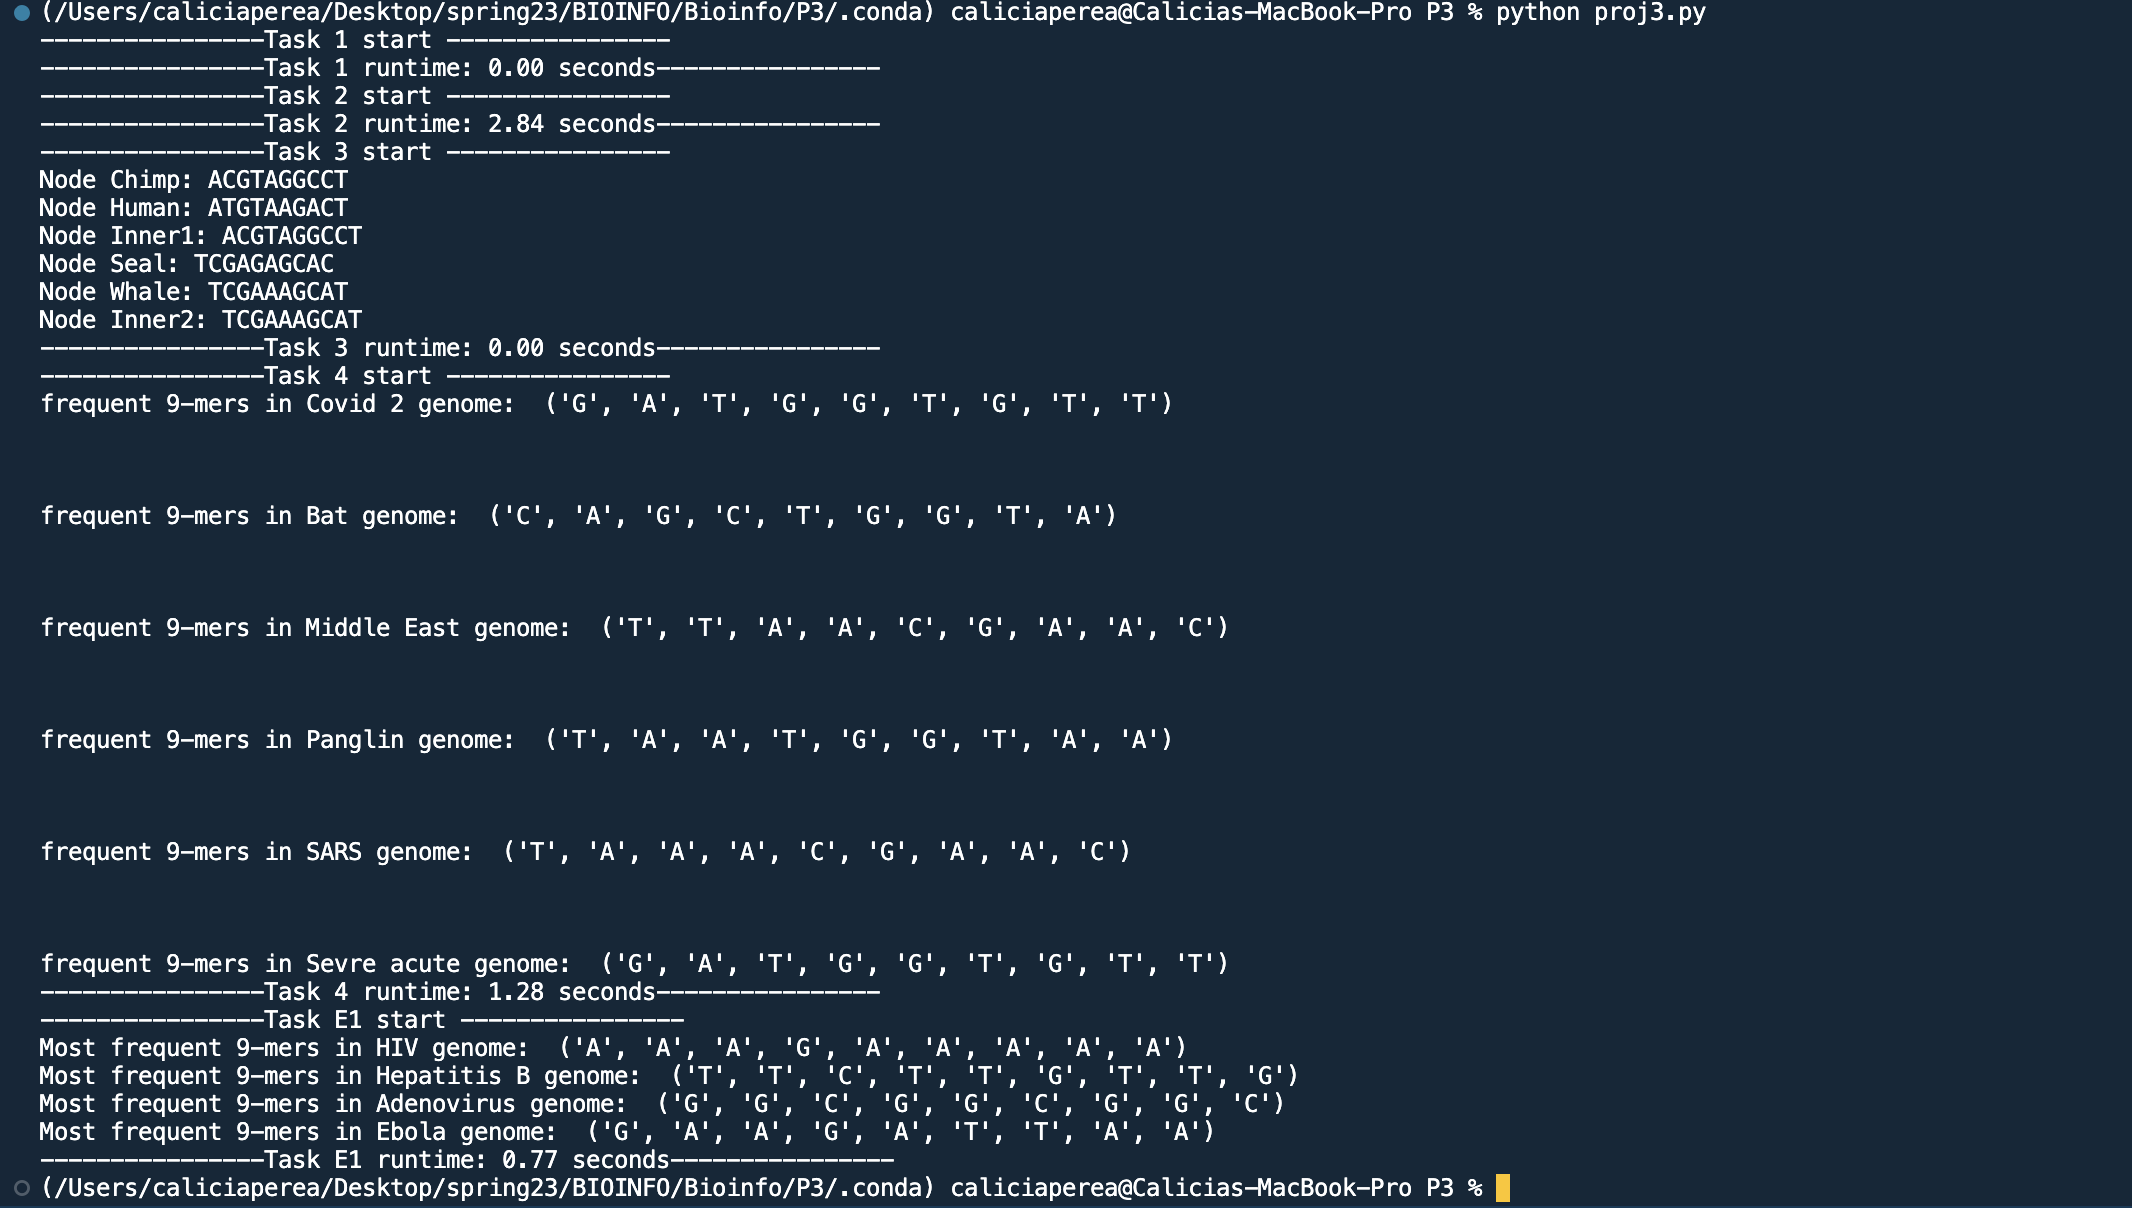 (/Users/caliciaperea/Desktop/spring23/BIOINFO/Bioinfo/P3/.conda) caliciaperea@Calicias-MacBook-Pro P3 % python proj3.py
----------------Task 1 start ----------------
----------------Task 1 runtime: 0.00 seconds----------------
----------------Task 2 start ----------------
----------------Task 2 runtime: 2.84 seconds----------------
----------------Task 3 start ----------------
Node Chimp: ACGTAGGCCT
Node Human: ATGTAAGACT
Node Inner1: ACGTAGGCCT
Node Seal: TCGAGAGCAC
Node Whale: TCGAAAGCAT
Node Inner2: TCGAAAGCAT
----------------Task 3 runtime: 0.00 seconds----------------
----------------Task 4 start ----------------
frequent 9-mers in Covid 2 genome:  ('G', 'A', 'T', 'G', 'G', 'T', 'G', 'T', 'T')
frequent 9-mers in Bat genome:  ('C', 'A', 'G', 'C', 'T', 'G', 'G', 'T', 'A')
frequent 9-mers in Middle East genome:  ('T', 'T', 'A', 'A', 'C', 'G', 'A', 'A', 'C')
frequent 9-mers in Panglin genome:  ('T', 'A', 'A', 'T', 'G', 'G', 'T', 'A', 'A')
frequent 9-mers in SARS genome:  ('T', 'A', 'A', 'A', 'C', 'G', 'A', 'A', 'C')
frequent 9-mers in Sevre acute genome:  ('G', 'A', 'T', 'G', 'G', 'T', 'G', 'T', 'T')
----------------Task 4 runtime: 1.28 seconds----------------
----------------Task E1 start ----------------
Most frequent 9-mers in HIV genome:  ('A', 'A', 'A', 'G', 'A', 'A', 'A', 'A', 'A')
Most frequent 9-mers in Hepatitis B genome:  ('T', 'T', 'C', 'T', 'T', 'G', 'T', 'T', 'G')
Most frequent 9-mers in Adenovirus genome:  ('G', 'G', 'C', 'G', 'G', 'C', 'G', 'G', 'C')
Most frequent 9-mers in Ebola genome:  ('G', 'A', 'A', 'G', 'A', 'T', 'T', 'A', 'A')
----------------Task E1 runtime: 0.77 seconds----------------
(/Users/caliciaperea/Desktop/spring23/BIOINFO/Bioinfo/P3/.conda) caliciaperea@Calicias-MacBook-Pro P3 %